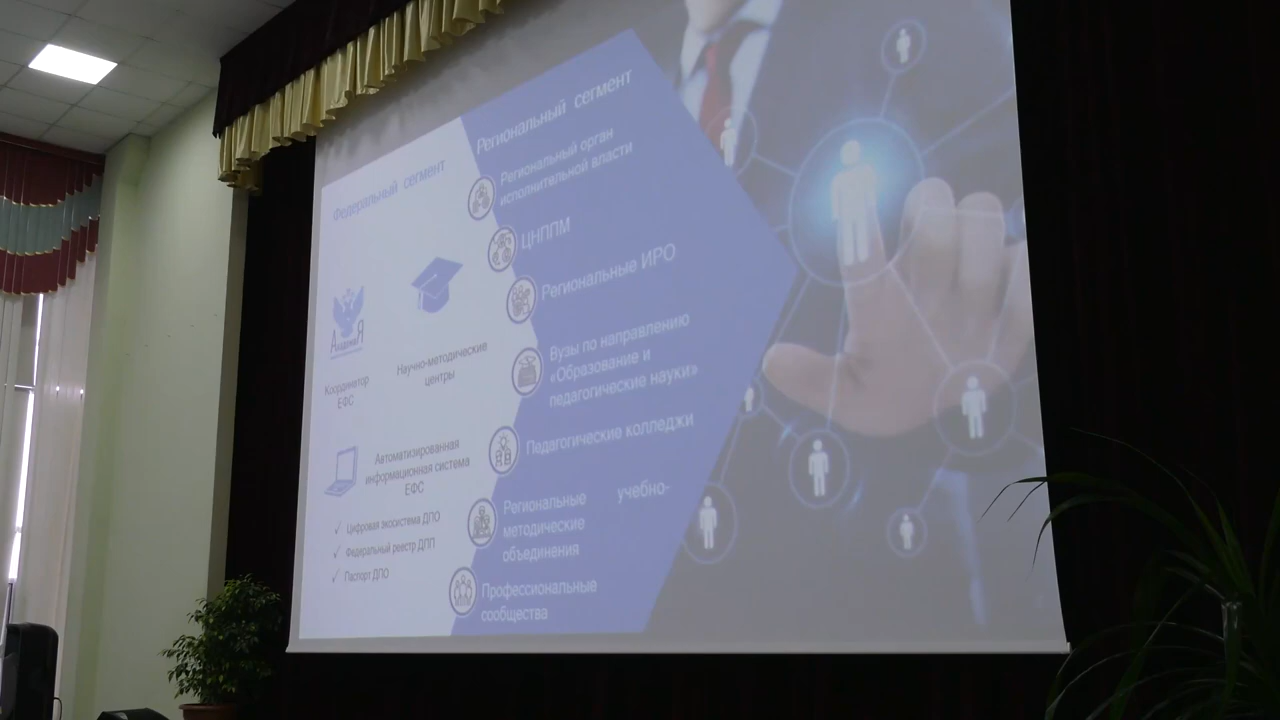 Федеральный сегмент
АкадемиЯ
Координатор
ЕФС
Научно-методические
центры
Автоматизированная
информационная система
ЕФС
✓ Цифровая экосистема ДПО
✓ Федеральный реестр ДПП
✓ Паспорт ДПО
Региональный сегмент
Региональный орган
исполнительной власти
ЦНППМ
Региональные ИРО
Вузы по направлению
«Образование и
педагогические науки»
Педагогические колледжи
Региональные учебно-
методические
объединения
Профессиональные
сообщества